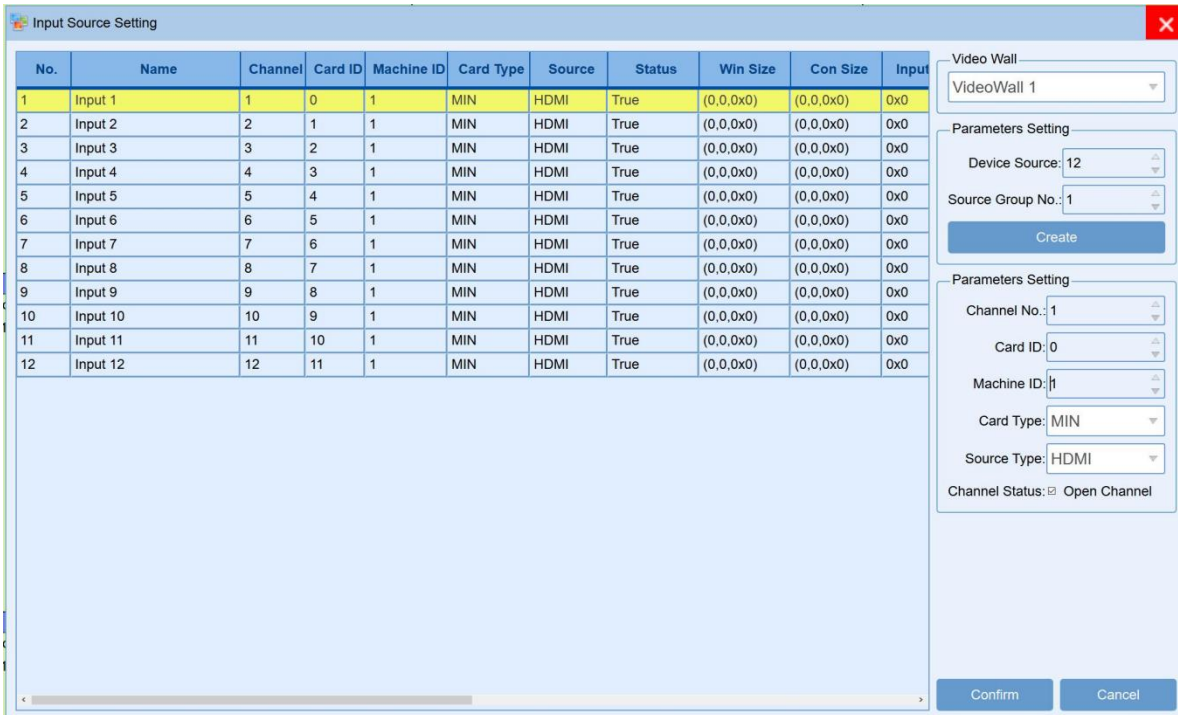 Input Source Setting
No. Name Channel Card ID Machine ID Card Type Source Status Win Size Con Size Input
1 Input 1 1 0 1 MIN HDMI True (0,0,0x0) (0,0,0x0) 0x0
2 Input 2 2 1 1 MIN HDMI True (0,0,0x0) (0,0,0x0) 0x0
3 Input 3 3 2 1 MIN HDMI True (0,0,0x0) (0,0,0x0) 0x0
4 Input 4 4 3 1 MIN HDMI True (0,0,0x0) (0,0,0x0) 0x0
5 Input 5 5 4 1 MIN HDMI True (0,0,0x0) (0,0,0x0) 0x0
6 Input 6 6 5 1 MIN HDMI True (0,0,0x0) (0,0,0x0) 0x0
7 Input 7 7 6 1 MIN HDMI True (0,0,0x0) (0,0,0x0) 0x0
8 Input 8 8 7 1 MIN HDMI True (0,0,0x0) (0,0,0x0) 0x0
9 Input 9 9 8 1 MIN HDMI True (0,0,0x0) (0,0,0x0) 0x0
10 Input 10 10 9 1 MIN HDMI True (0,0,0x0) (0,0,0x0) 0x0
11 Input 11 11 10 1 MIN HDMI True (0,0,0x0) (0,0,0x0) 0x0
12 Input 12 12 11 1 MIN HDMI True (0,0,0x0) (0,0,0x0) 0x0
Video Wall
VideoWall 1
Parameters Setting
Device Source: 12
Source Group No.: 1
Create
Parameters Setting
Channel No.: 1
Card ID: 0
Machine ID: 1
Card Type: MIN
Source Type: HDMI
Channel Status: Open Channel
Confirm Cancel